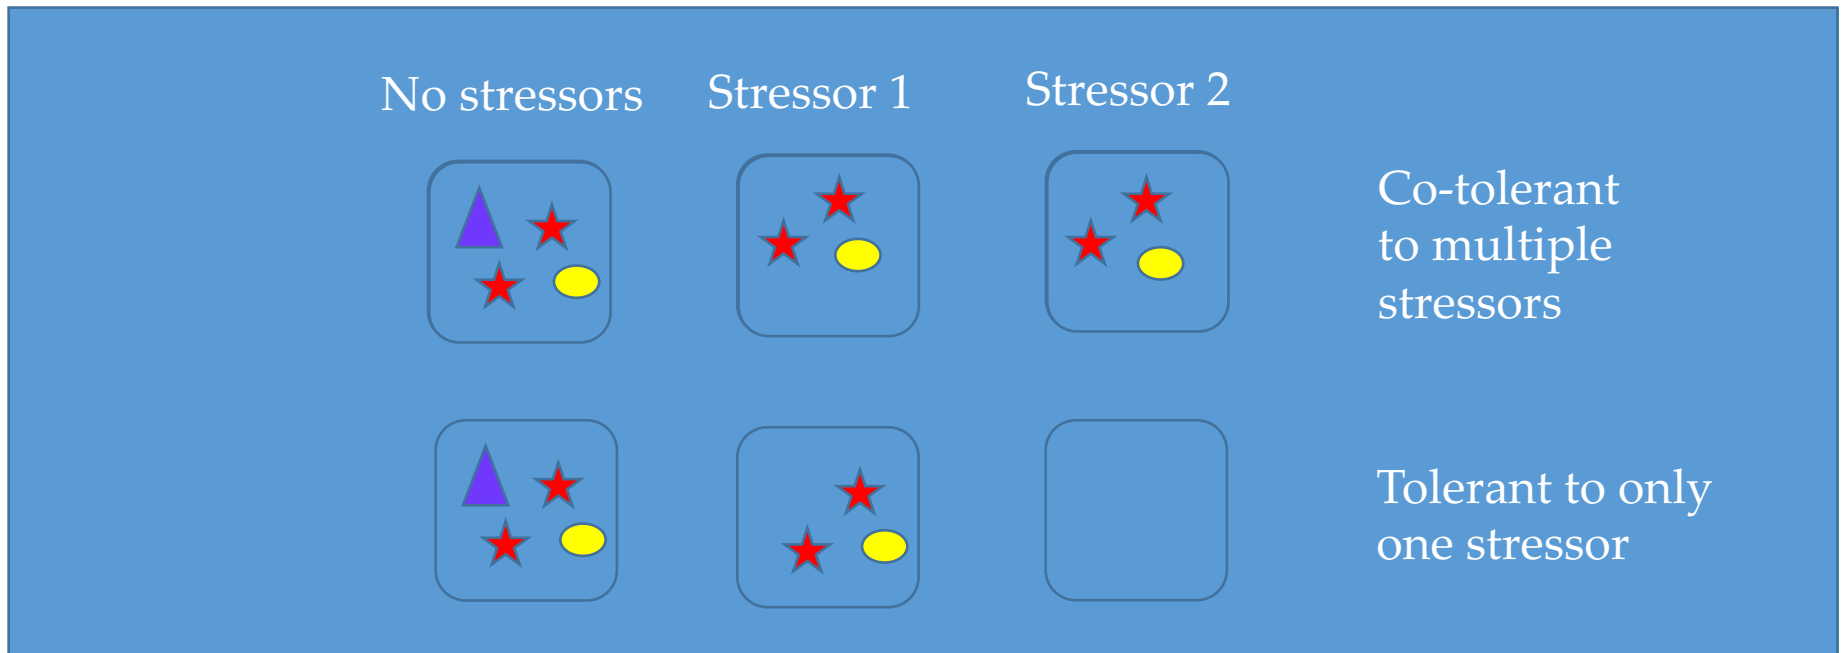 No stressors
Stressor 1
Stressor 2
Co-tolerant
to multiple
stressors
Tolerant to only
one stressor